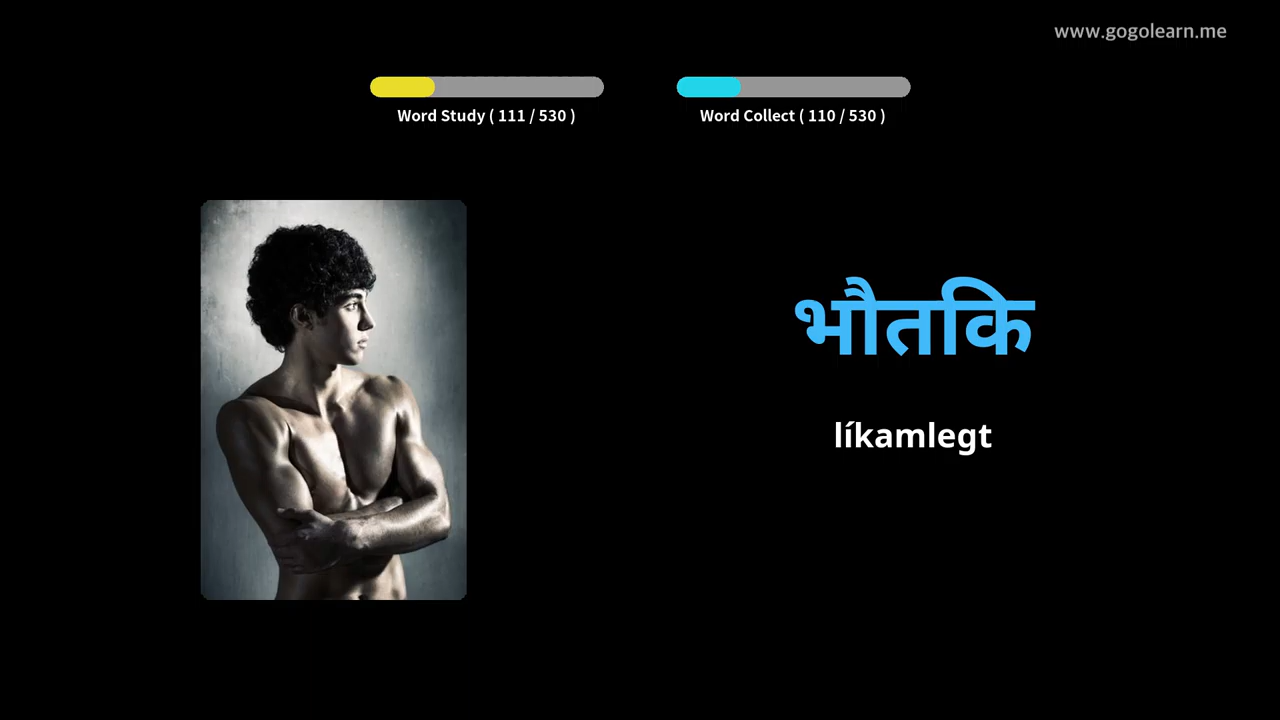 www.gogolearn.me
Word Study ( 111 / 530 )
Word Collect ( 110 / 530 )
भौतकि
líkamlegt